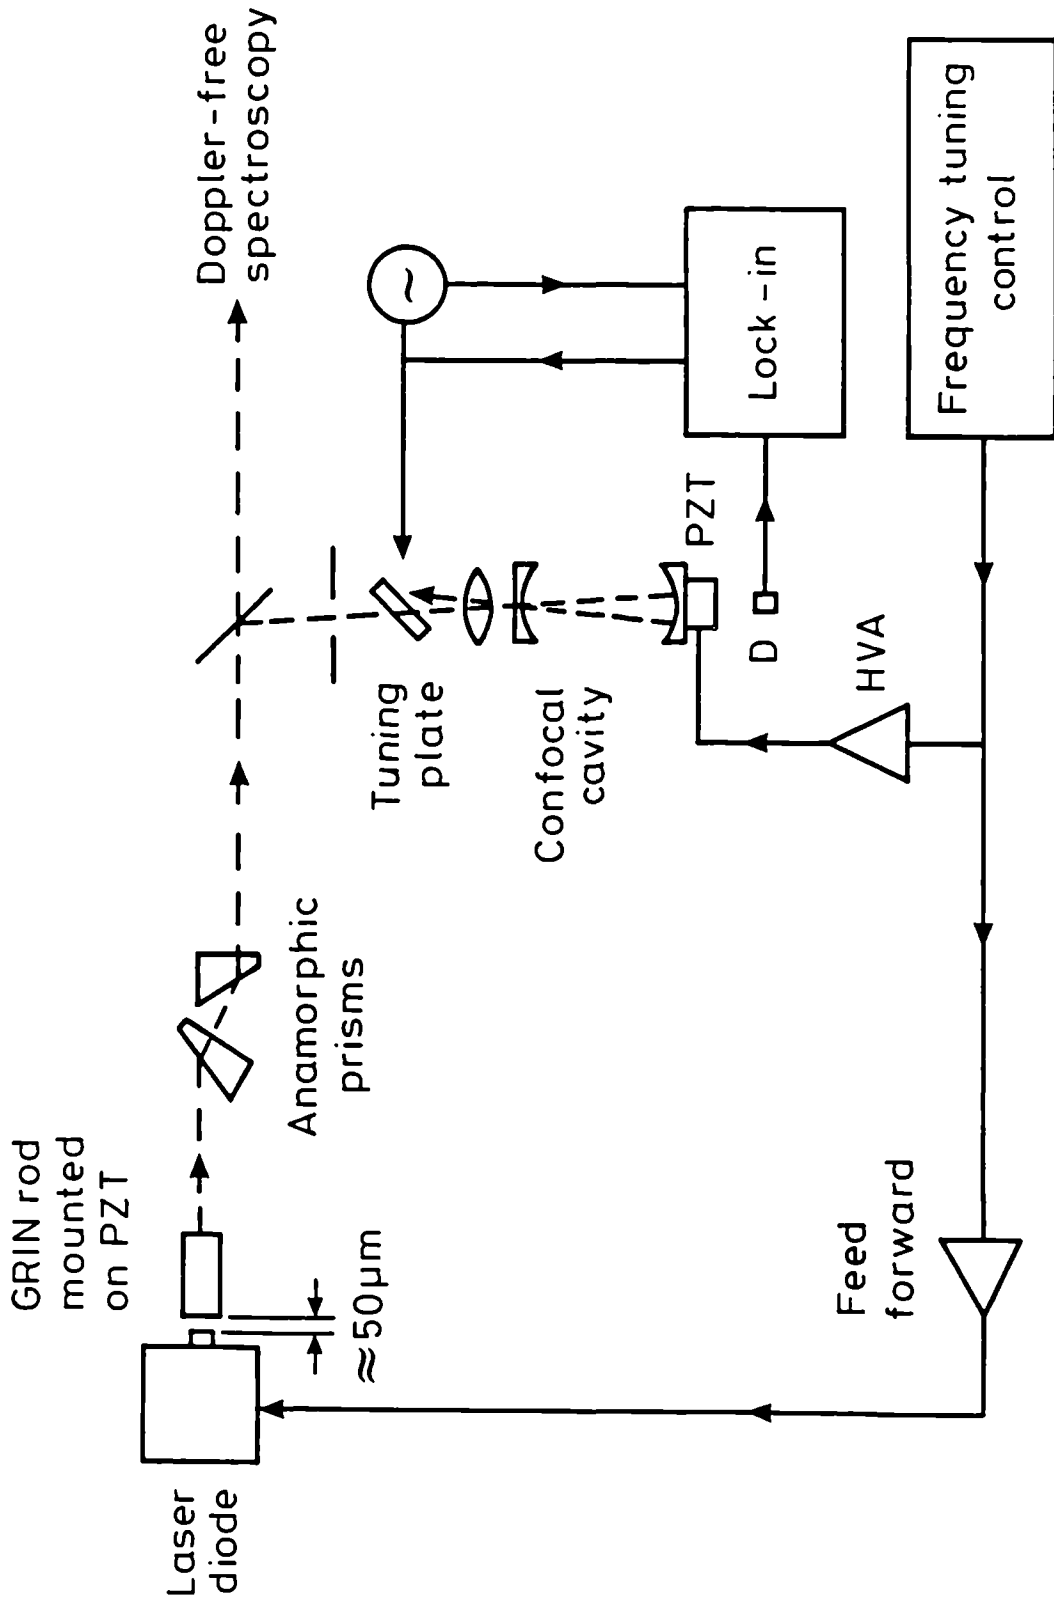 GRIN rod
mounted
on PZT
Laser
diode
≈50μm
Anamorphic
prisms
Doppler-free
spectroscopy
Tuning
plate
Confocal
cavity
PZT
D
HVA
~
Lock-in
Feed
forward
Frequency tuning
control